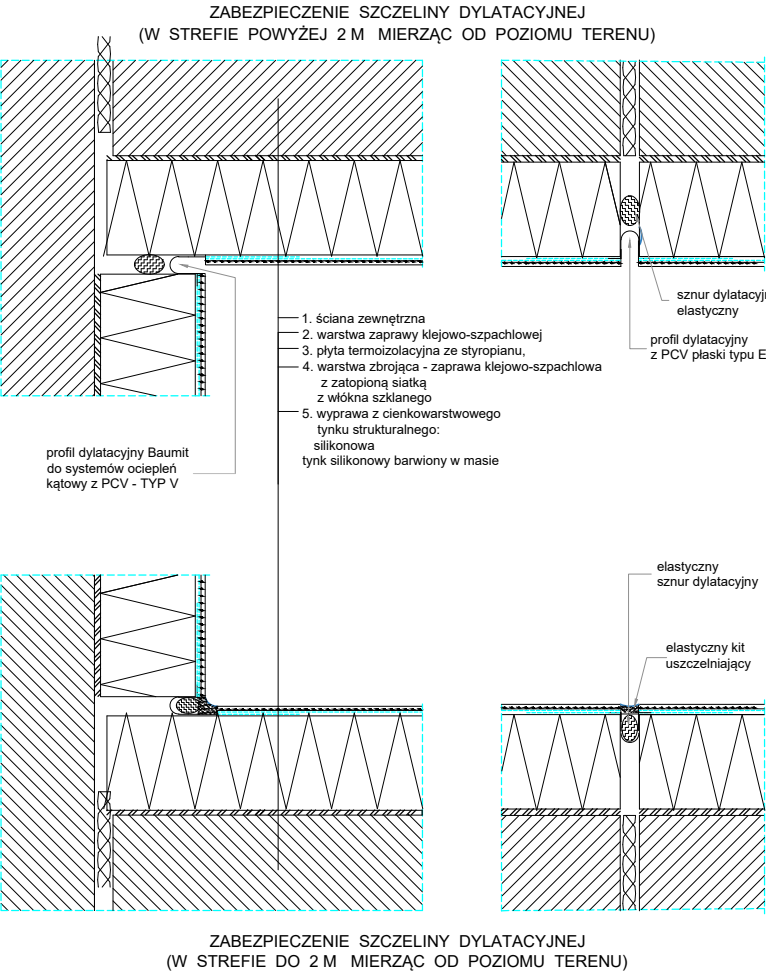 ZABEZPIECZENIE SZCZELINY DYLATACYJNEJ
(W STREFIE POWYŻEJ 2 M MIERZĄC OD POZIOMU TERENU)
sznur dylatacyj
elastyczny
profil dylatacyjny
z PCV płaski typu E
1. ściana zewnętrzna
2. warstwa zaprawy klejowo-szpachlowej
3. płyta termoizolacyjna ze styropianu,
4. warstwa zbrojąca - zaprawa klejowo-szpachlowa
z zatopioną siatką
z włókna szklanego
5. wyprawa z cienkowarstwowego
tynku strukturalnego:
silikonowa
tynk silikonowy barwiony w masie
profil dylatacyjny Baumit
do systemów ociepleń
kątowy z PCV - TYP V
elastyczny
sznur dylatacyjny
elastyczny kit
uszczelniający
ZABEZPIECZENIE SZCZELINY DYLATACYJNEJ
(W STREFIE DO 2 M MIERZĄC OD POZIOMU TERENU)